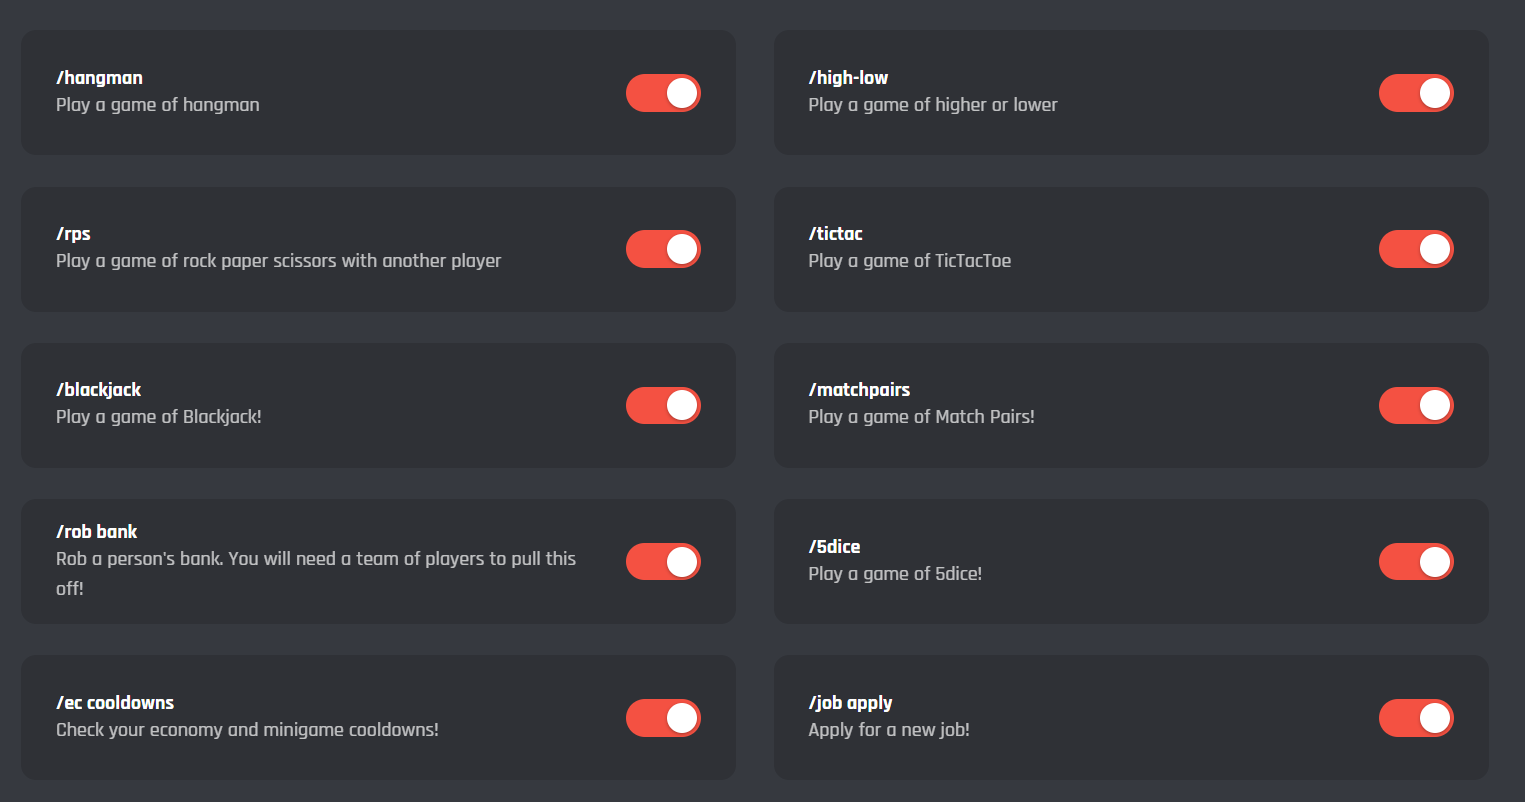 /hangman
Play a game of hangman
/high-low
Play a game of higher or lower
/rps
Play a game of rock paper scissors with another player
/tictac
Play a game of TicTacToe
/blackjack
Play a game of Blackjack!
/matchpairs
Play a game of Match Pairs!
/rob bank
Rob a person's bank. You will need a team of players to pull this
off!
/5dice
Play a game of 5dice!
/ec cooldowns
Check your economy and minigame cooldowns!
/job apply
Apply for a new job!